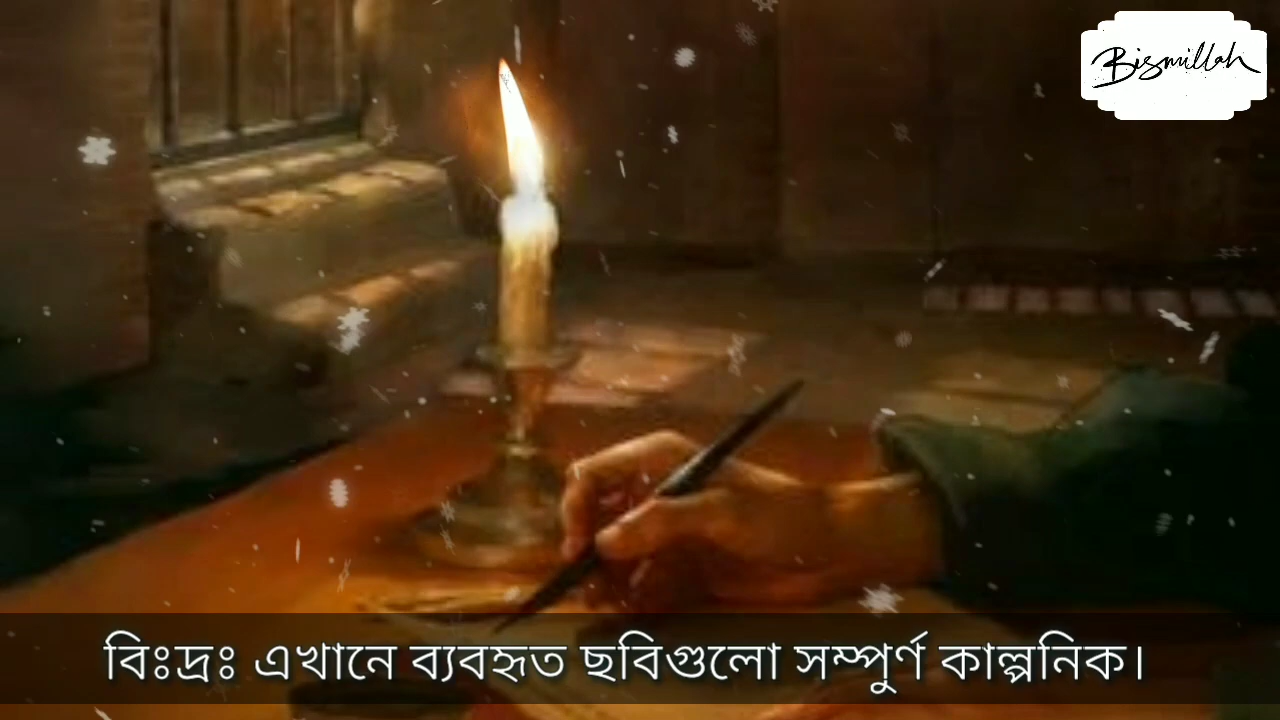 Bismillah
বিঃদ্রঃ এখানে ব্যবহৃত ছবিগুলো সম্পুর্ণ কাল্পনিক।